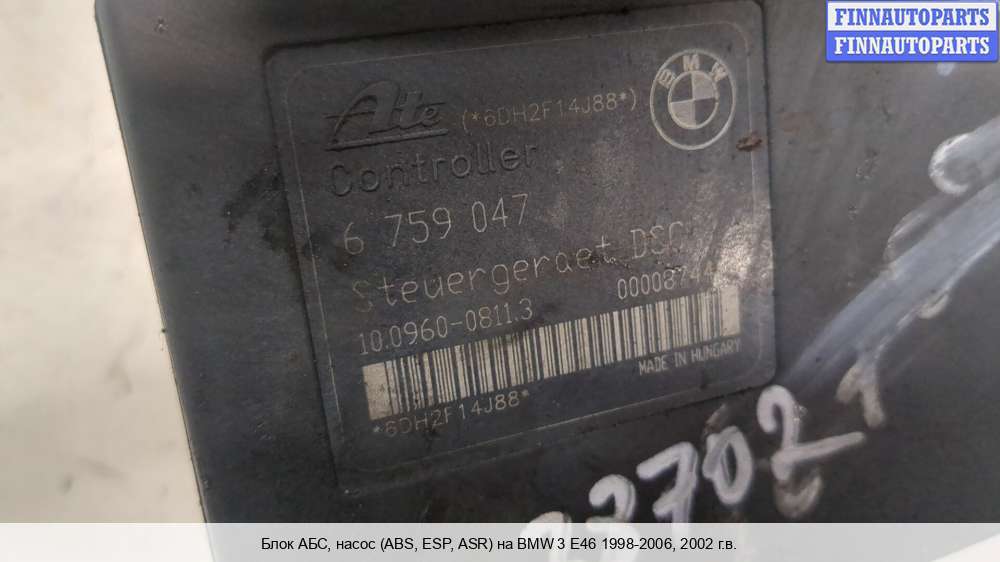 FINNAUTOPARTS
FINNAUTOPARTS
BMW
Ate (*6DH2F14J88*)
Controller
6 759 047
Steuergeraet DSC
10.0960-0811.3
MADE IN HUNGARY
*6DH2F14J88*
Блок АБС, насос (ABS, ESP, ASR) на BMW 3 E46 1998-2006, 2002 г.в.